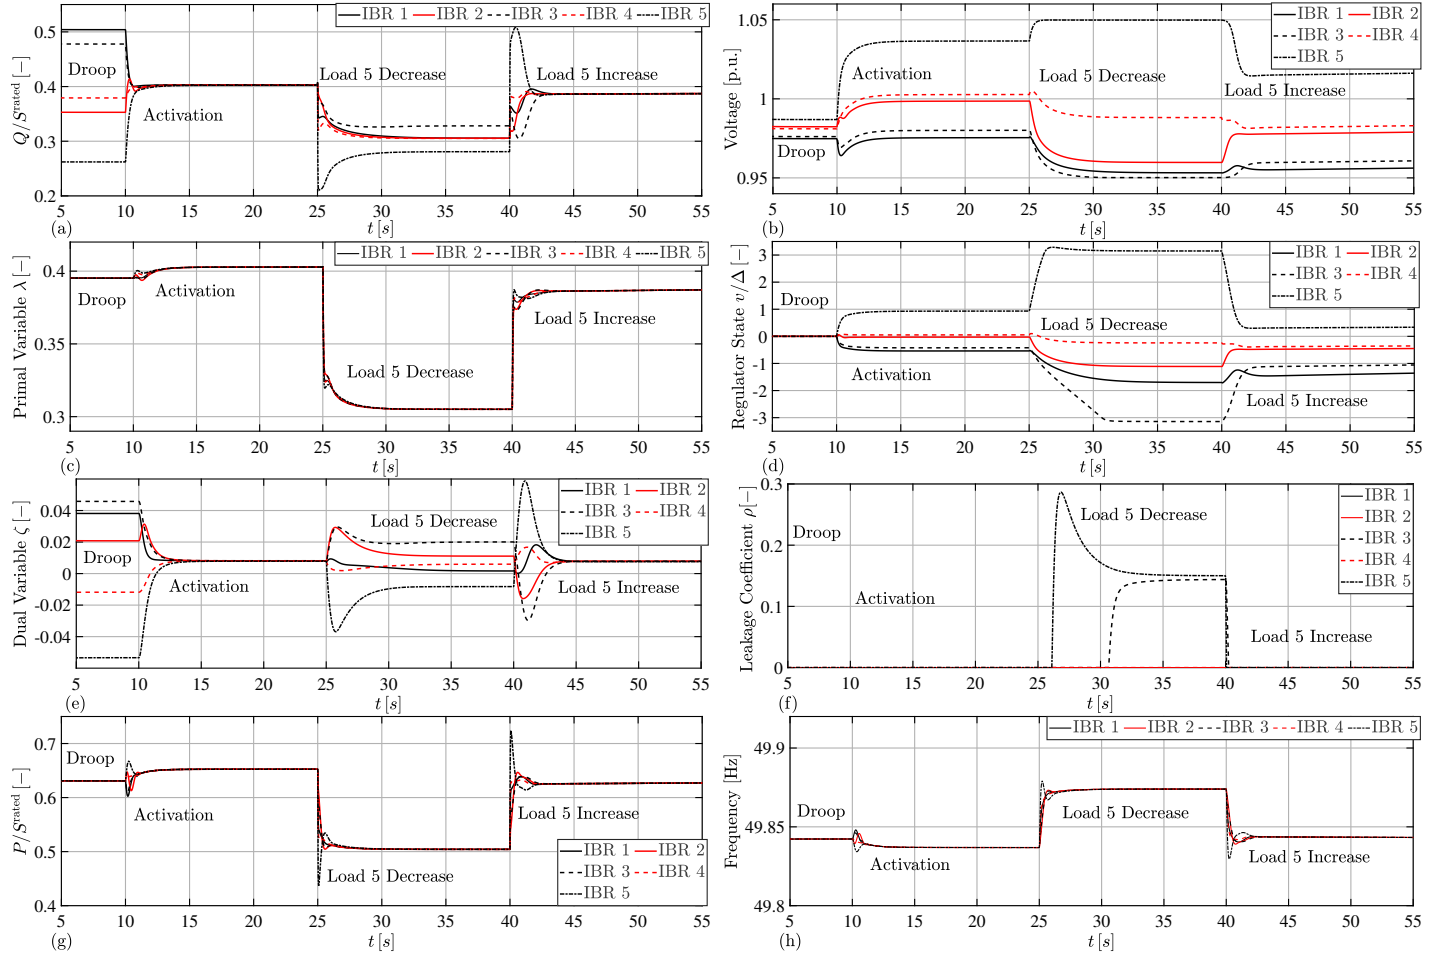 IBR 1 IBR 2 IBR 3 IBR 4 IBR 5
Q/S^rated [−]
0.5
0.4
0.3
0.2
Droop
Activation
Load 5 Decrease
Load 5 Increase
5 10 15 20 25 30 35 40 45 50 55
(a)
t [s]
IBR 1 IBR 2
IBR 3 IBR 4
IBR 5
Voltage [p.u.]
1.05
1
0.95
Droop
Activation
Load 5 Decrease
Load 5 Increase
5 10 15 20 25 30 35 40 45 50 55
(b)
t [s]
IBR 1 IBR 2 IBR 3 IBR 4 IBR 5
Primal Variable λ [−]
0.4
0.35
0.3
Droop
Activation
Load 5 Decrease
Load 5 Increase
5 10 15 20 25 30 35 40 45 50 55
(c)
t [s]
IBR 1 IBR 2
IBR 3 IBR 4
IBR 5
Regulator State v/Δ [−]
3
2
1
0
-1
-2
-3
Droop
Activation
Load 5 Decrease
Load 5 Increase
5 10 15 20 25 30 35 40 45 50 55
(d)
t [s]
IBR 1 IBR 2
IBR 3 IBR 4
IBR 5
Dual Variable ζ [−]
0.04
0.02
0
-0.02
-0.04
Droop
Activation
Load 5 Decrease
Load 5 Increase
5 10 15 20 25 30 35 40 45 50 55
(e)
t [s]
IBR 1
IBR 2
IBR 3
IBR 4
IBR 5
Leakage Coefficient ρ [−]
0.3
0.2
0.1
0
Droop
Activation
Load 5 Decrease
Load 5 Increase
5 10 15 20 25 30 35 40 45 50 55
(f)
t [s]
P/S^rated [−]
0.7
0.6
0.5
0.4
Droop
Activation
Load 5 Decrease
Load 5 Increase
IBR 1 IBR 2
IBR 3 IBR 4
IBR 5
5 10 15 20 25 30 35 40 45 50 55
(g)
t [s]
IBR 1 IBR 2 IBR 3 IBR 4 IBR 5
Frequency [Hz]
49.9
49.85
49.8
Droop
Activation
Load 5 Decrease
Load 5 Increase
5 10 15 20 25 30 35 40 45 50 55
(h)
t [s]